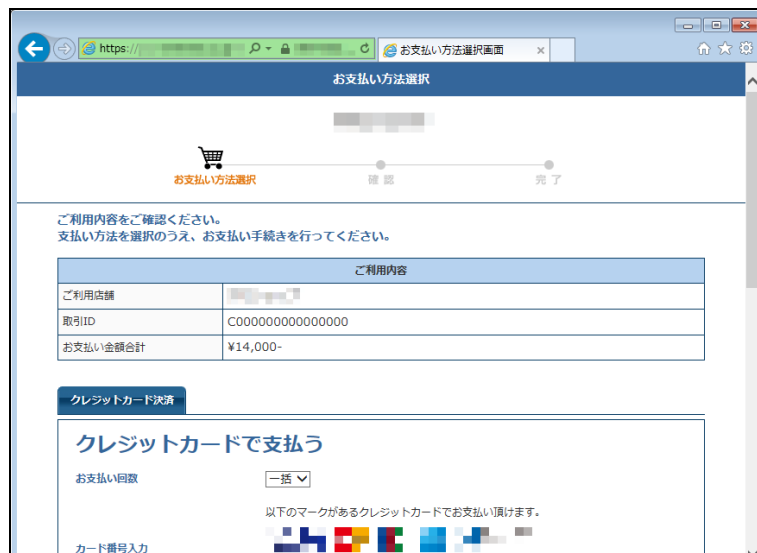 https://
お支払い方法選択画面
お支払い方法選択
お支払い方法選択
確認
完了
ご利用内容をご確認ください。
支払い方法を選択のうえ、お支払い手続きを行ってください。
ご利用内容
ご利用店舗
取引ID C000000000000000
お支払い金額合計 ¥14,000-
クレジットカード決済
クレジットカードで支払う
お支払い回数 一括
以下のマークがあるクレジットカードでお支払い頂けます。
カード番号入力